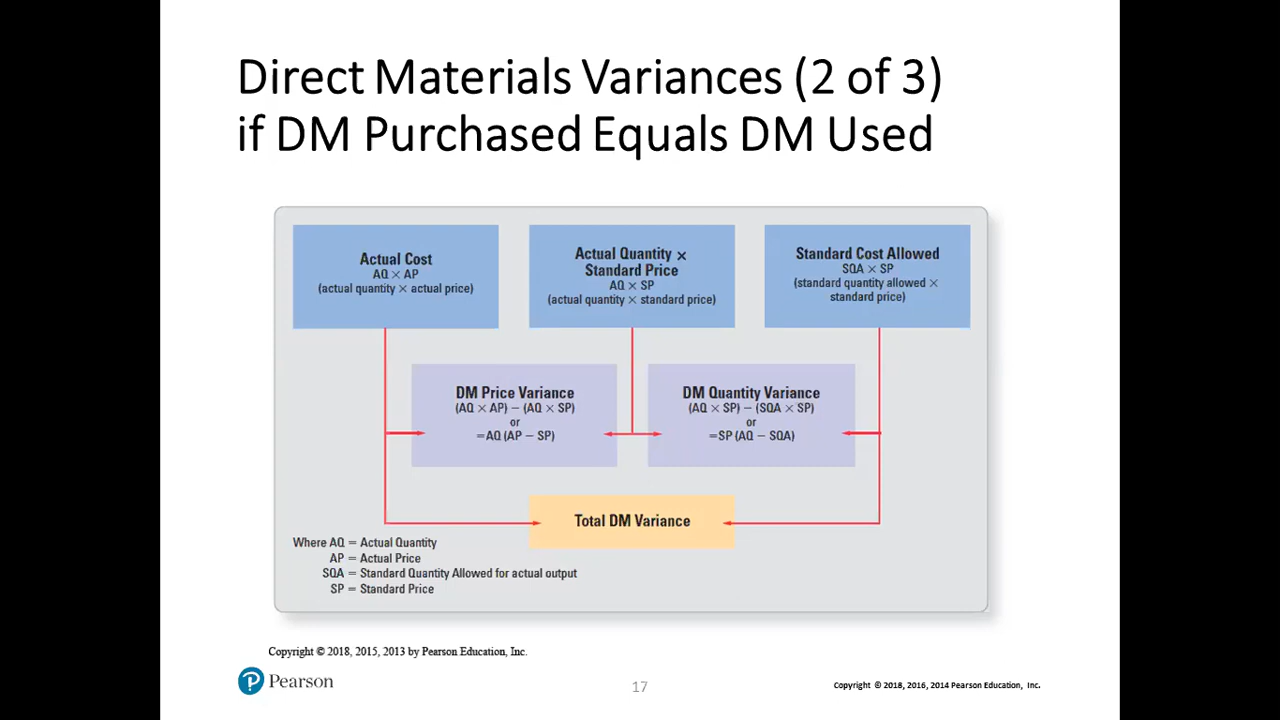 Direct Materials Variances (2 of 3)
if DM Purchased Equals DM Used
Actual Cost
AQ × AP
(actual quantity × actual price)
Actual Quantity ×
Standard Price
AQ × SP
(actual quantity × standard price)
Standard Cost Allowed
SQA × SP
(standard quantity allowed ×
standard price)
DM Price Variance
(AQ × AP) − (AQ × SP)
or
=AQ (AP − SP)
DM Quantity Variance
(AQ × SP) − (SQA × SP)
or
=SP (AQ − SQA)
Total DM Variance
Where AQ = Actual Quantity
AP = Actual Price
SQA = Standard Quantity Allowed for actual output
SP = Standard Price
Copyright © 2018, 2015, 2013 by Pearson Education, Inc.
P Pearson
17
Copyright © 2018, 2016, 2014 Pearson Education, Inc.